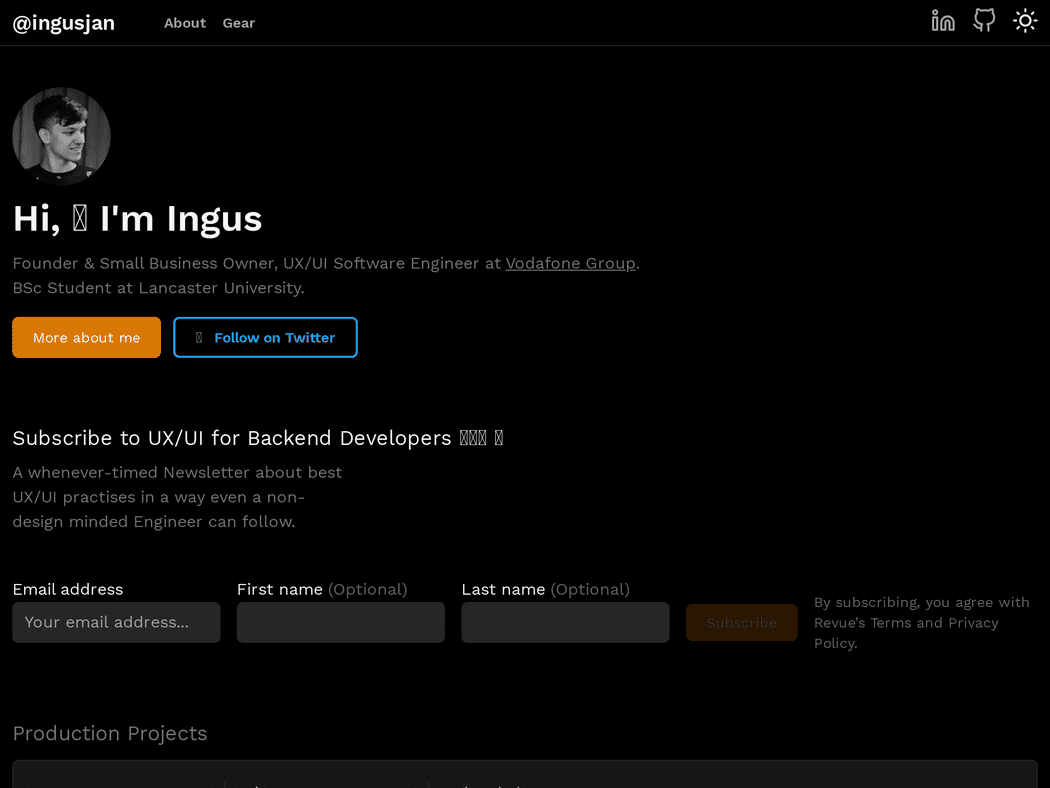 @ingusjan About Gear
Hi, I'm Ingus
Founder & Small Business Owner, UX/UI Software Engineer at Vodafone Group.
BSc Student at Lancaster University.
More about me Follow on Twitter
Subscribe to UX/UI for Backend Developers
A whenever-timed Newsletter about best
UX/UI practises in a way even a non-
design minded Engineer can follow.
Email address First name (Optional) Last name (Optional)
Your email address... Subscribe
By subscribing, you agree with
Revue’s Terms and Privacy
Policy.
Production Projects